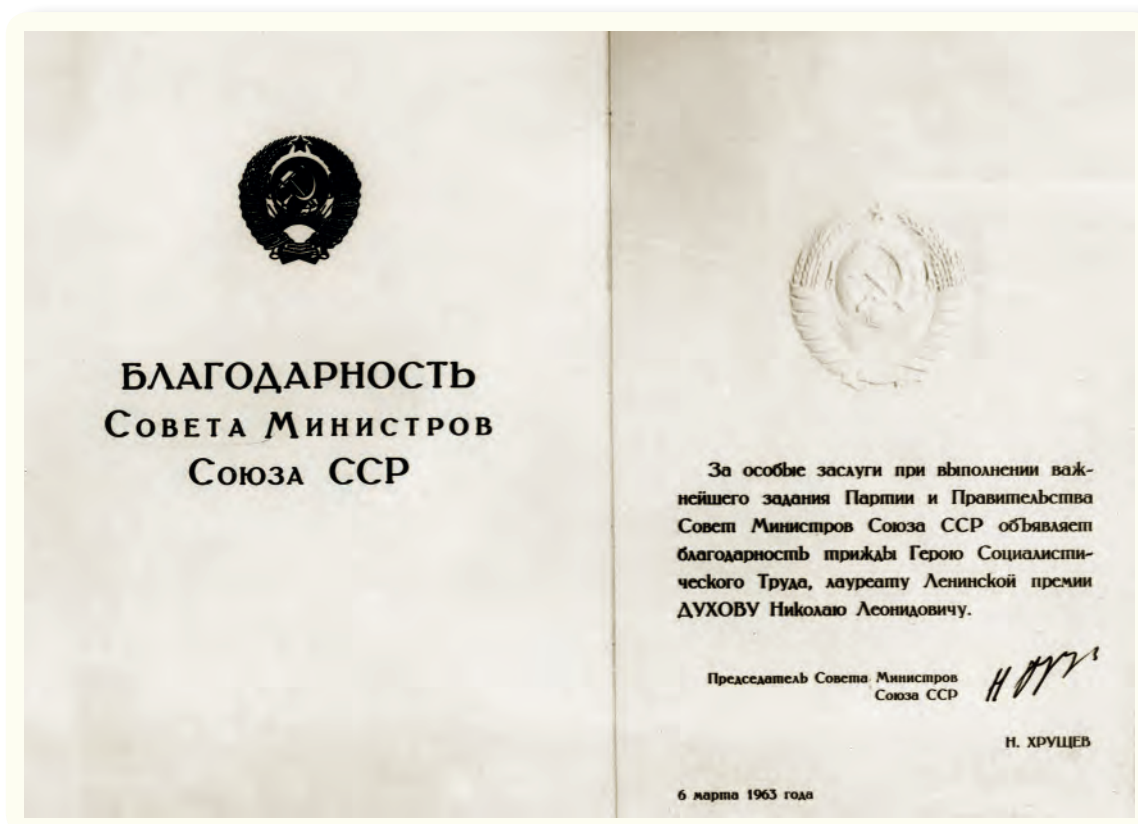 БЛАГОДАРНОСТЬ
СОВЕТА МИНИСТРОВ
СОЮЗА ССР
За особые заслуги при выполнении важ-
нейшего задания Партии и Правительства
Совет Министров Союза ССР объявляет
благодарность трижды Герою Социалисти-
ческого Труда, лауреату Ленинской премии
ДУХОВУ Николаю Леонидовичу.
Председатель Совета Министров
Союза ССР
Н. ХРУЩЕВ
6 марта 1963 года